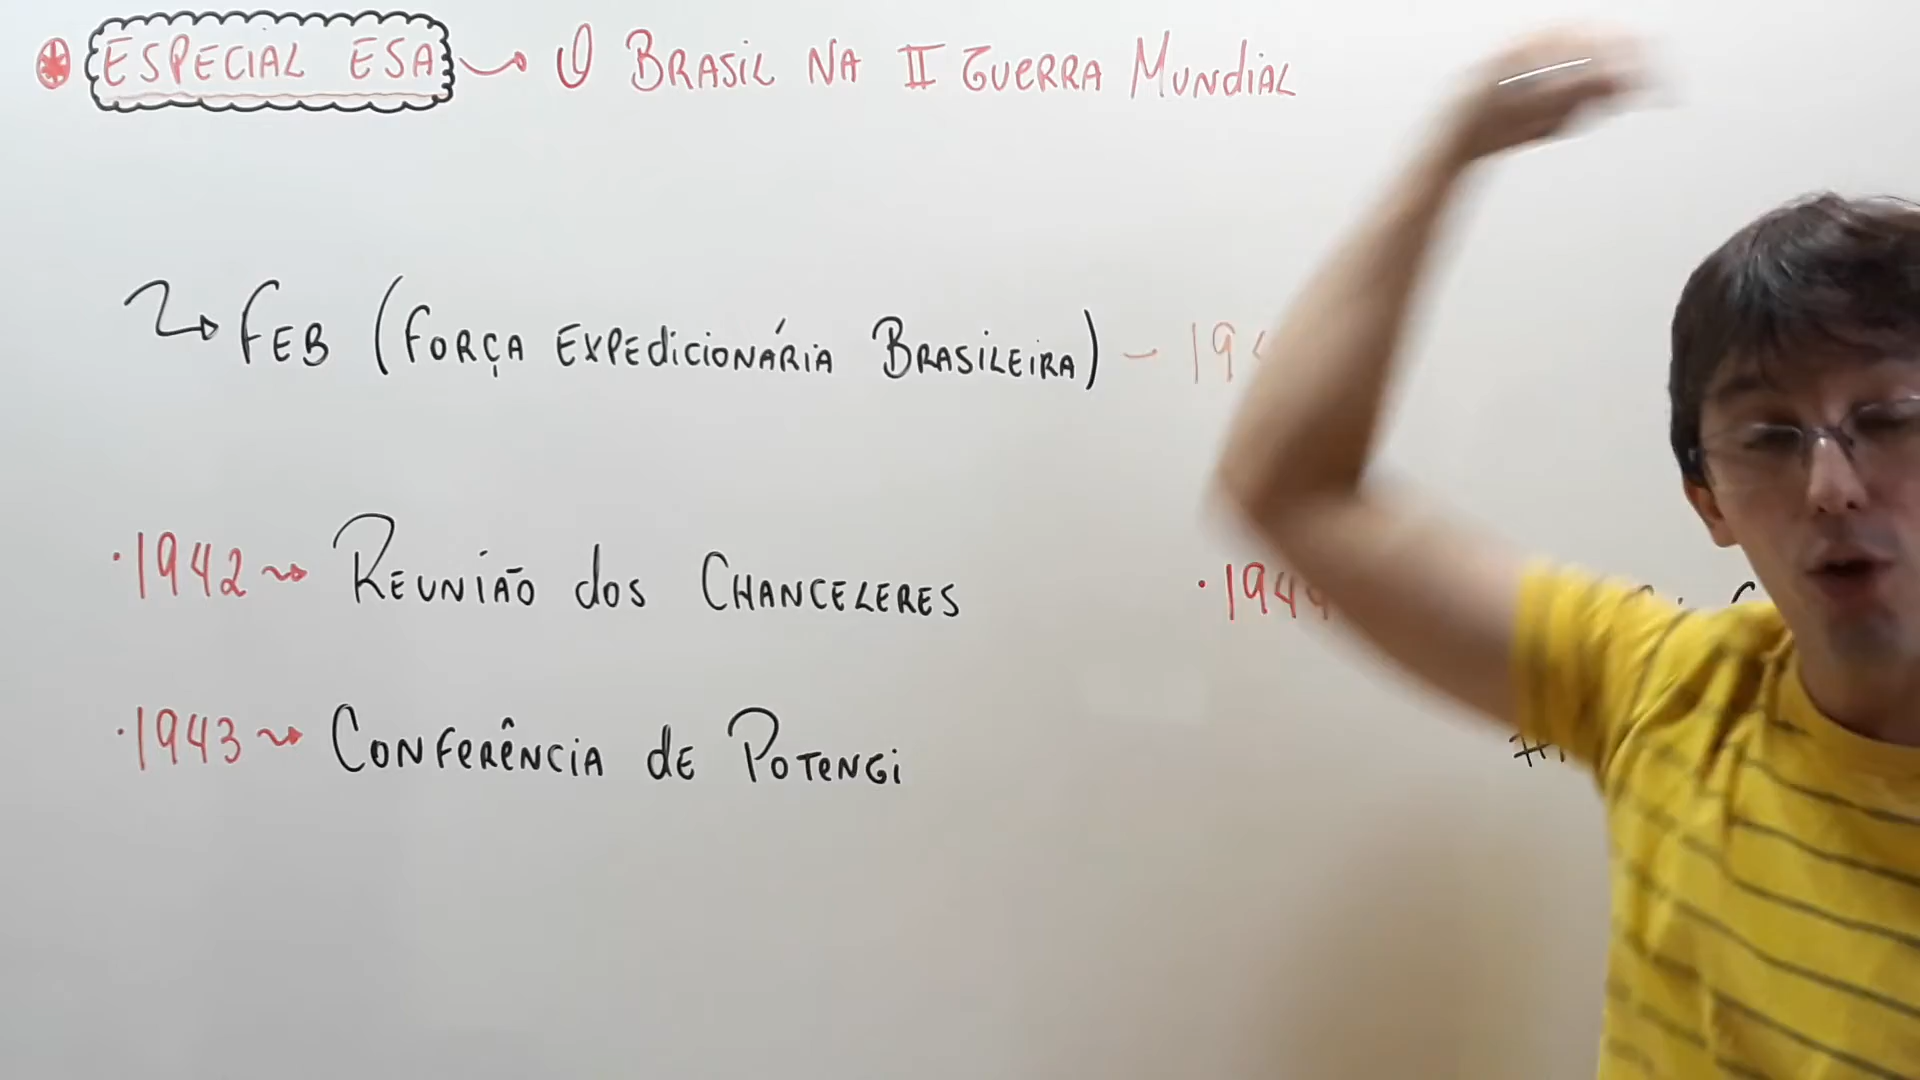 ESPECIAL ESA O BRASIL NA II GUERRA MUNDIAL
FEB (FORÇA EXPEDICIONÁRIA BRASILEIRA) -
·1942 REUNIÃO DOS CHANCELERES
·1943 CONFERÊNCIA DE POTENGI